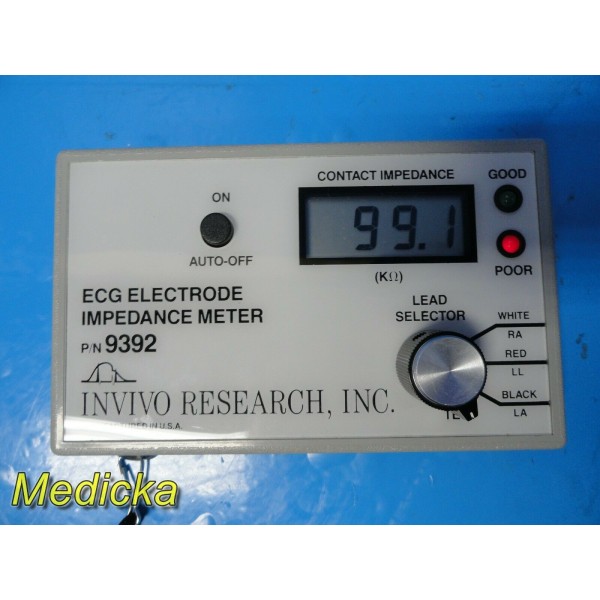 CONTACT IMPEDANCE
GOOD
ON
99.1
AUTO-OFF
(KΩ)
POOR
ECG ELECTRODE
IMPEDANCE METER
P/N 9392
LEAD
SELECTOR
WHITE
RA
RED
LL
BLACK
LA
INVIVO RESEARCH, INC.
IN U.S.A.
Medicka